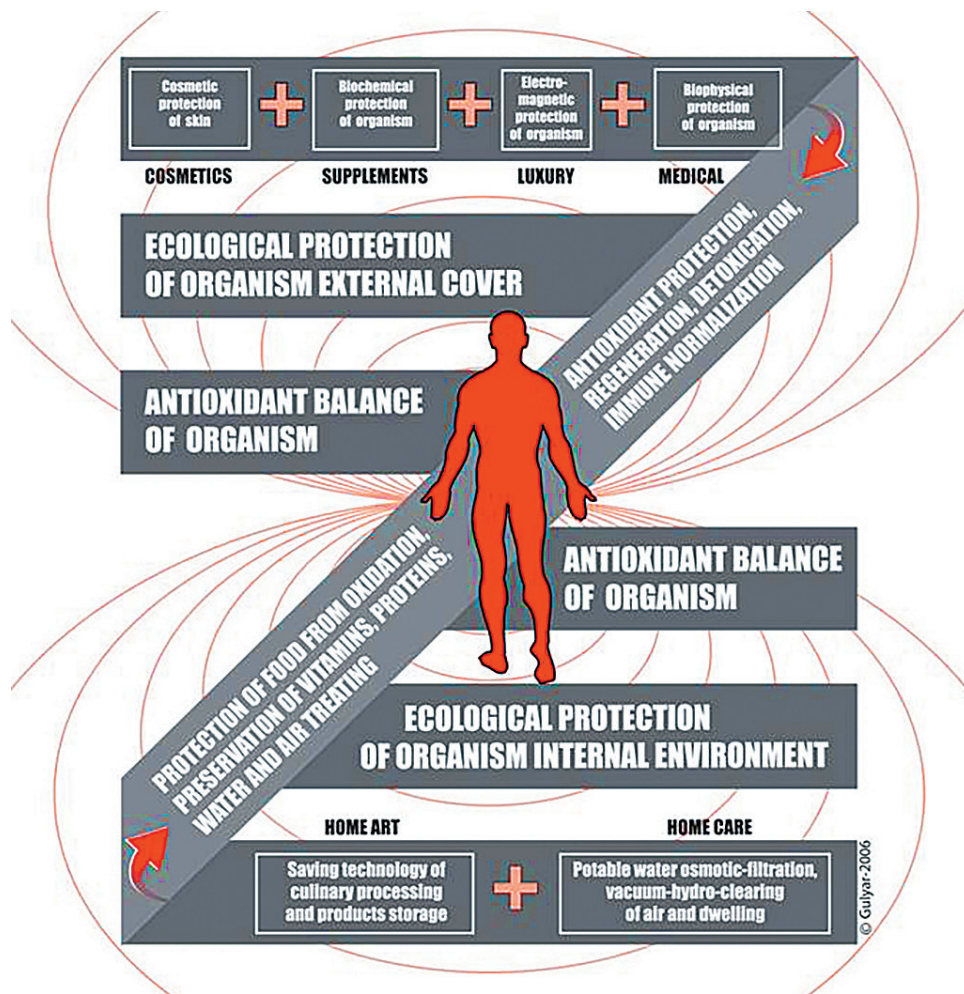 Cosmetic
protection
of skin
Biochemical
protection
of organism
Electro-
magnetic
protection
of organism
Biophysical
protection
of organism
COSMETICS
SUPPLEMENTS
LUXURY
MEDICAL
ECOLOGICAL PROTECTION
OF ORGANISM EXTERNAL COVER
ANTIOXIDANT PROTECTION,
REGENERATION, DETOXICATION,
IMMUNE NORMALIZATION
ANTIOXIDANT BALANCE
OF ORGANISM
ANTIOXIDANT BALANCE
OF ORGANISM
PROTECTION OF FOOD FROM OXIDATION,
PRESERVATION OF VITAMINS, PROTEINS,
WATER AND AIR TREATING
ECOLOGICAL PROTECTION
OF ORGANISM INTERNAL ENVIRONMENT
HOME ART
HOME CARE
Saving technology of
culinary processing
and products storage
Potable water osmotic-filtration,
vacuum-hydro-clearing
of air and dwelling
© Gulyar-2006